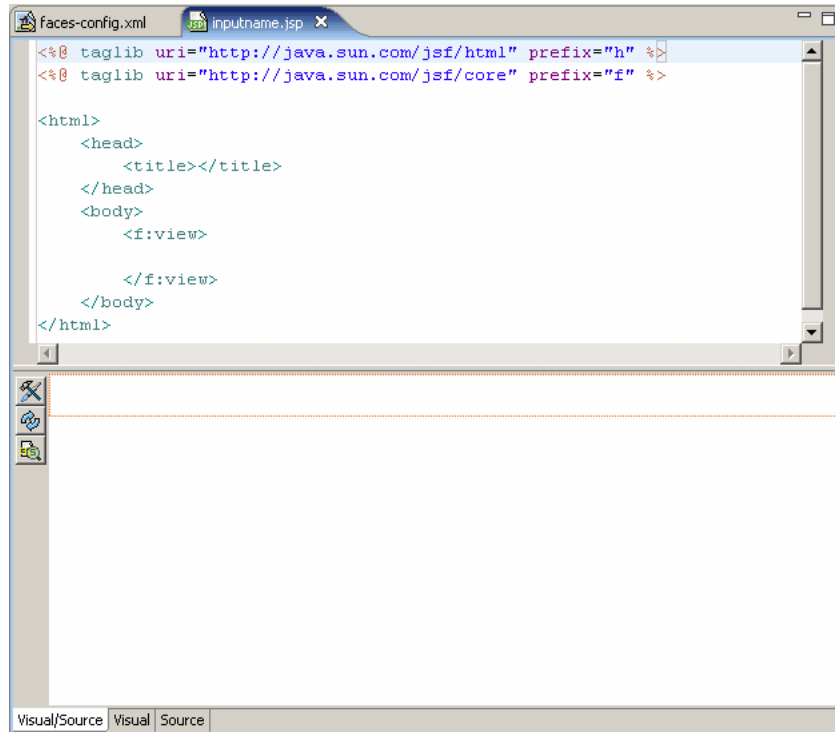 faces-config.xml inputname.jsp
<%@ taglib uri="http://java.sun.com/jsf/html" prefix="h" %>
<%@ taglib uri="http://java.sun.com/jsf/core" prefix="f" %>
<html>
<head>
<title></title>
</head>
<body>
<f:view>
</f:view>
</body>
</html>
Visual/Source Visual Source